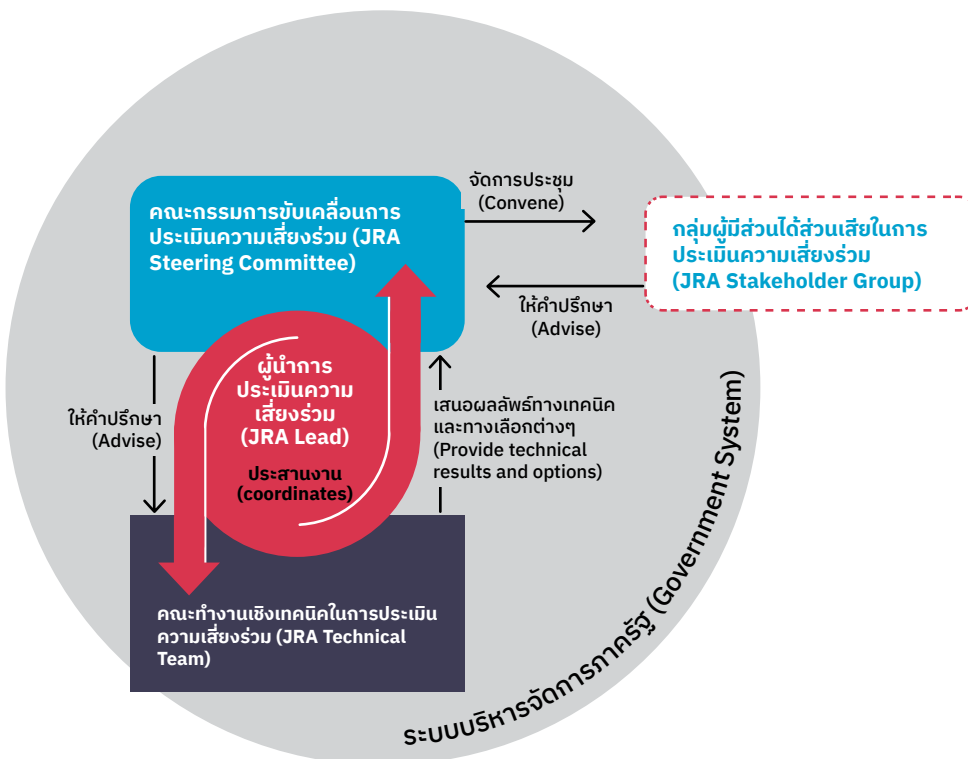 จัดการประชุม
(Convene)
คณะกรรมการขับเคลื่อนการ
ประเมินความเสี่ยงร่วม (JRA
Steering Committee)
กลุ่มผู้มีส่วนได้ส่วนเสียในการ
ประเมินความเสี่ยงร่วม
(JRA Stakeholder Group)
ให้คำปรึกษา
(Advise)
ผู้นำการ
ประเมินความ
เสี่ยงร่วม
(JRA Lead)
ประสานงาน
(coordinates)
ให้คำปรึกษา
(Advise)
เสนอผลลัพธ์ทางเทคนิค
และทางเลือกต่างๆ
(Provide technical
results and options)
คณะทำงานเชิงเทคนิคในการประเมิน
ความเสี่ยงร่วม (JRA Technical
Team)
ระบบบริหารจัดการภาครัฐ (Government System)